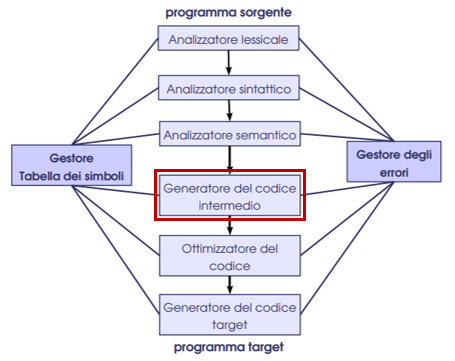 programma sorgente
Analizzatore lessicale
Analizzatore sintattico
Analizzatore semantico
Gestore
Tabella dei simboli
Gestore degli
errori
Generatore del codice
intermedio
Ottimizzatore del
codice
Generatore del codice
target
programma target